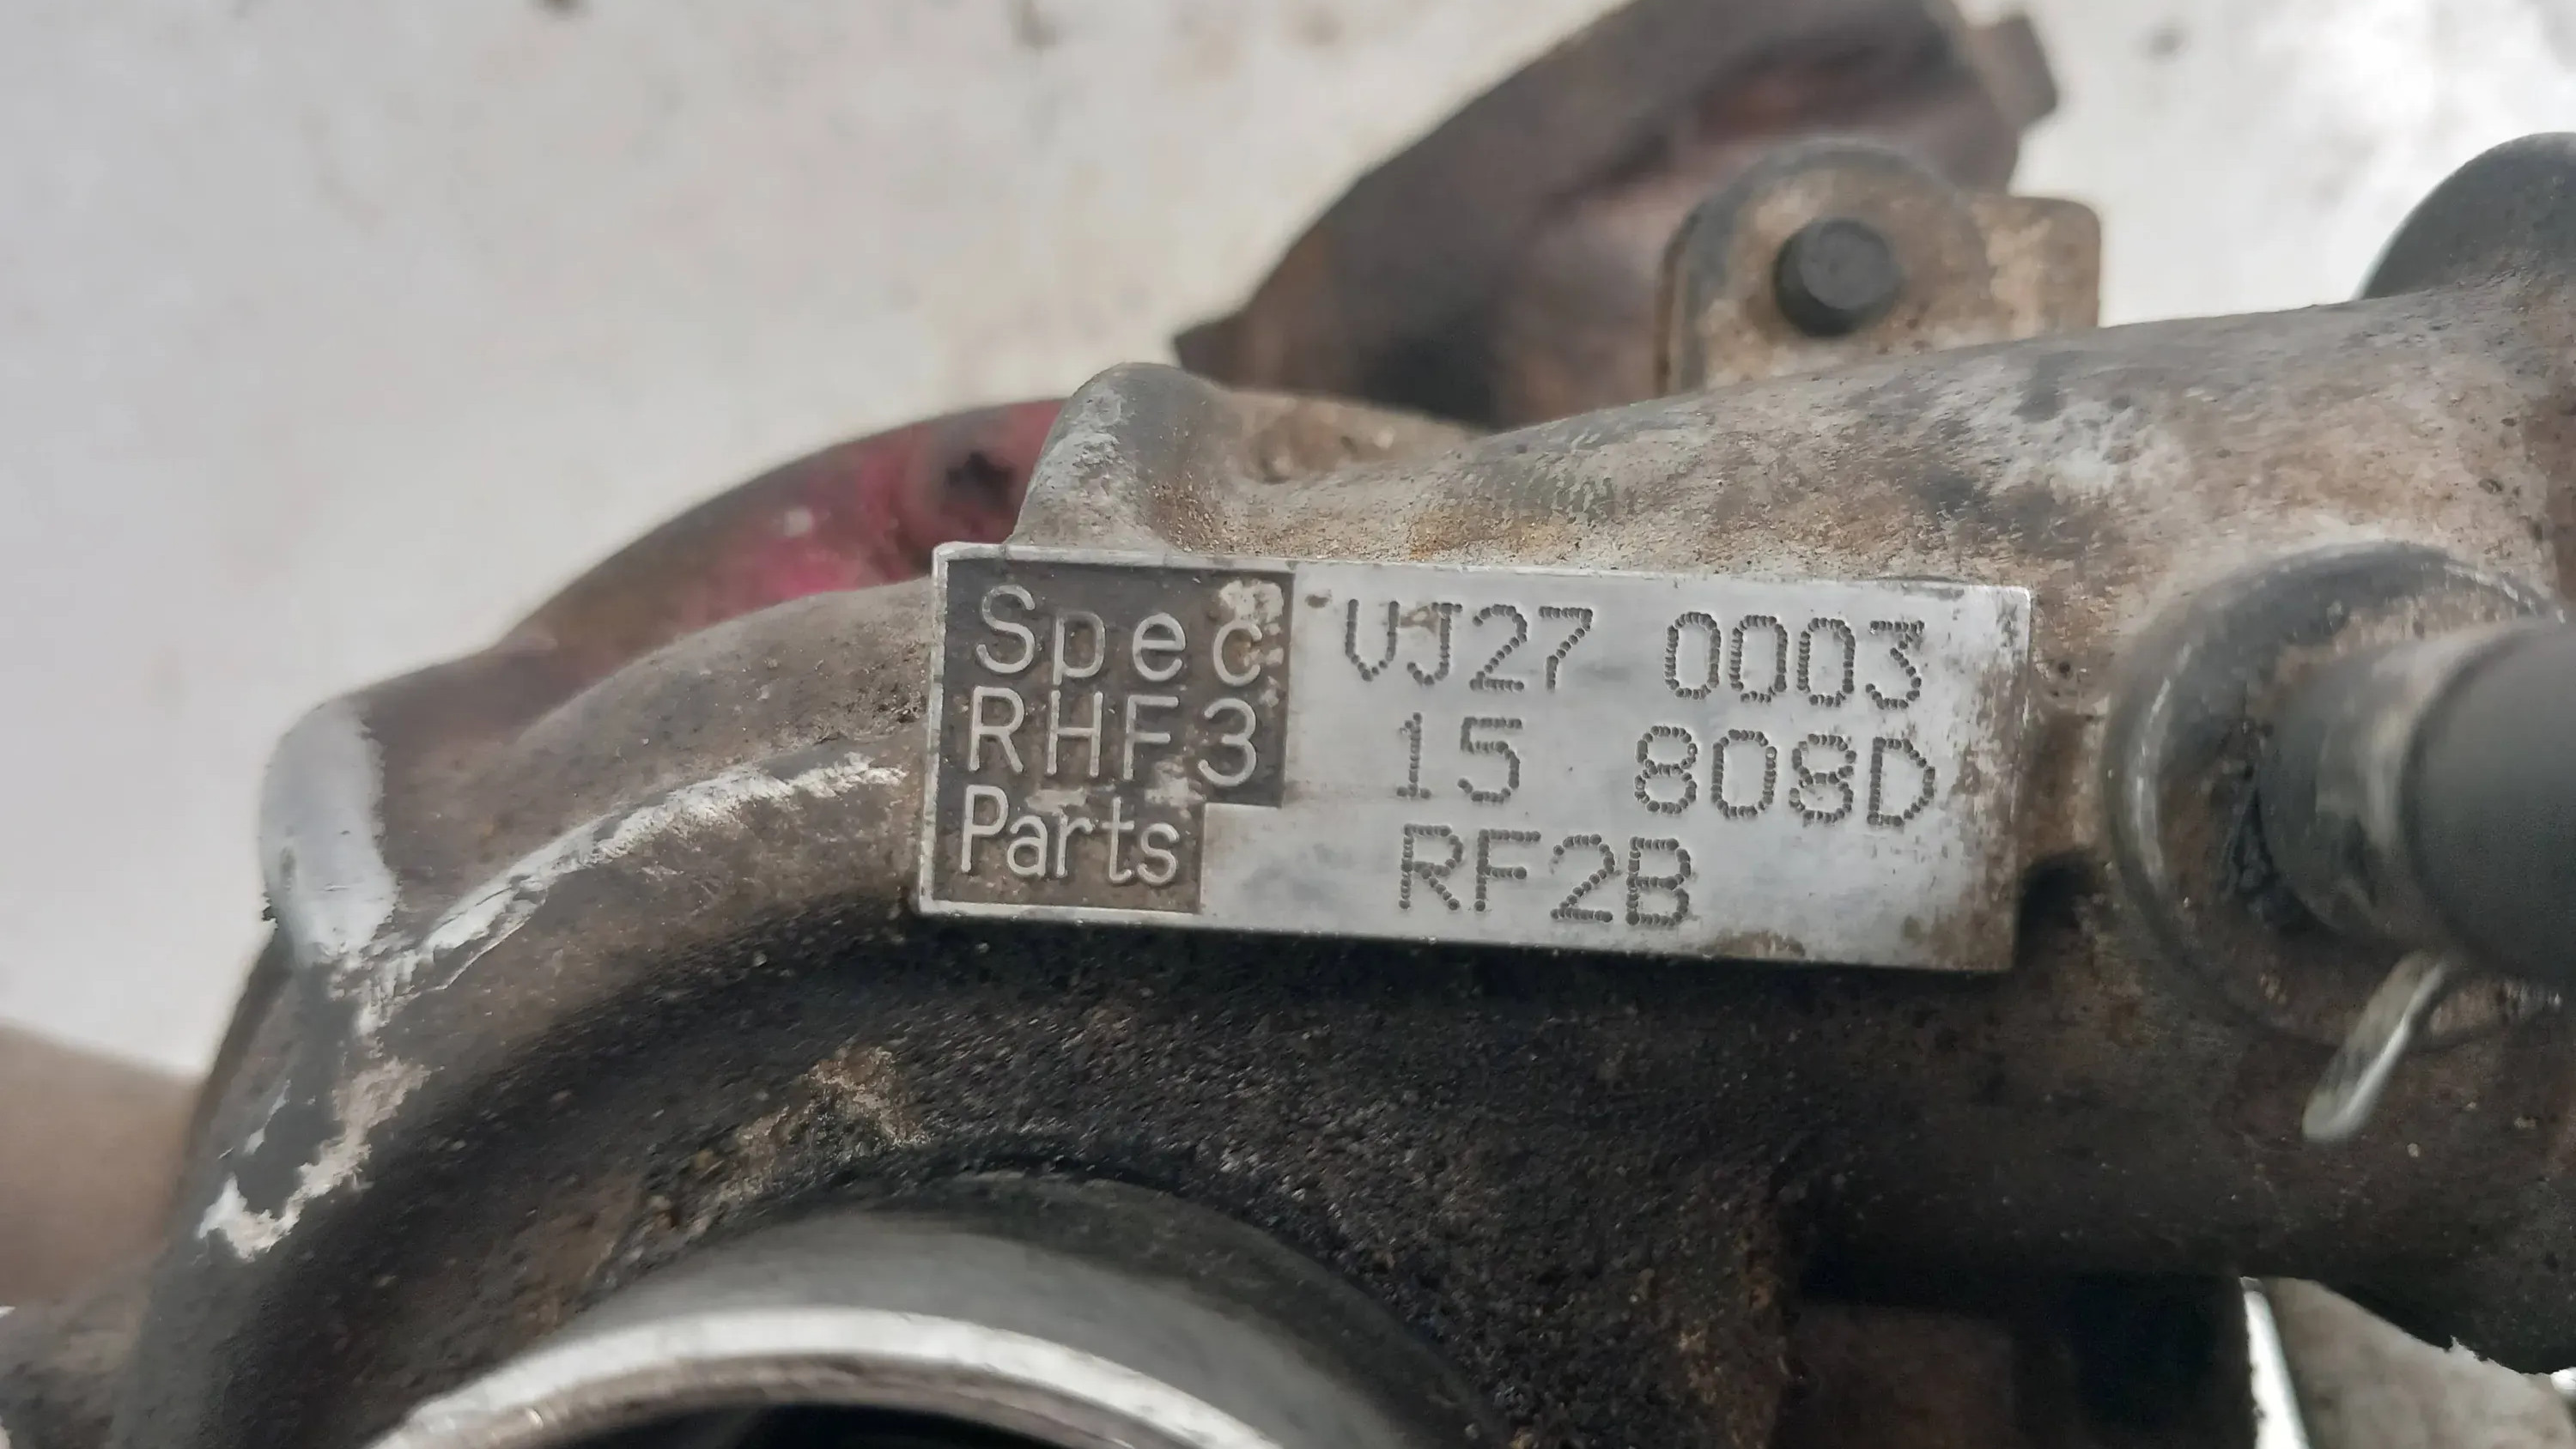 Spec. VJ27 0003
RHF3 15 808D
Parts RF2B